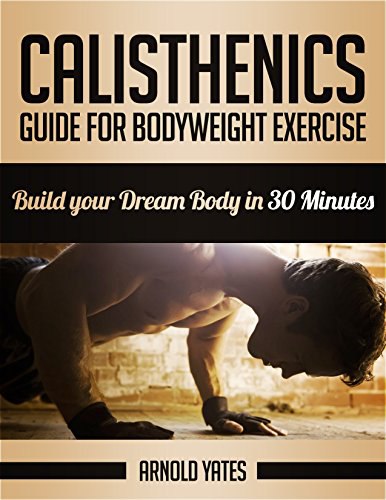 CALISTHENICS
GUIDE FOR BODYWEIGHT EXERCISE
Build your Dream Body in 30 Minutes
ARNOLD YATES